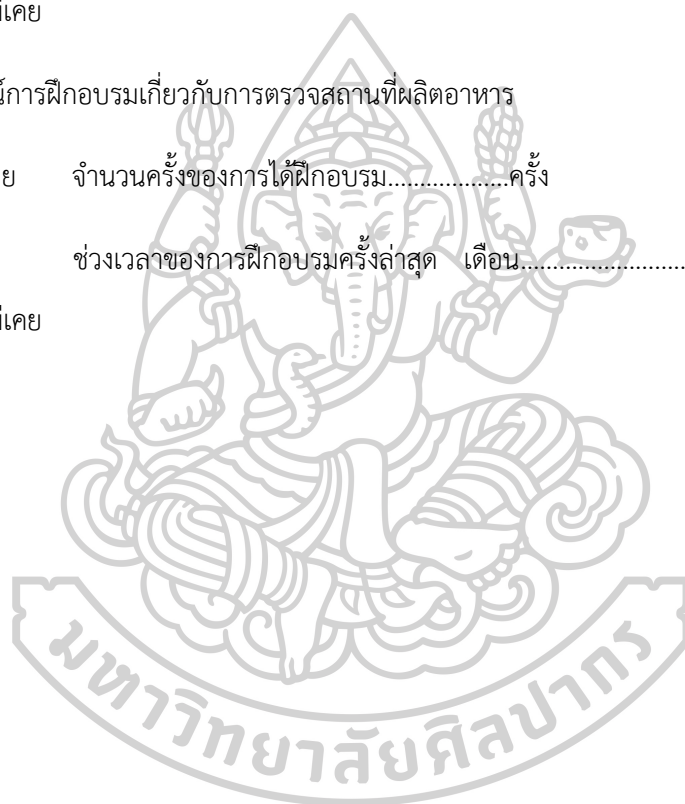 เคย
การฝึกอบรมเกี่ยวกับการตรวจสถานที่ผลิตอาหาร
ย จำนวนครั้งของการได้ฝึกอบรม..................ครั้ง
ช่วงเวลาของการฝึกอบรมครั้งล่าสุด เดือน.........................
เคย
มหาวิทยาลัยศิลปากร